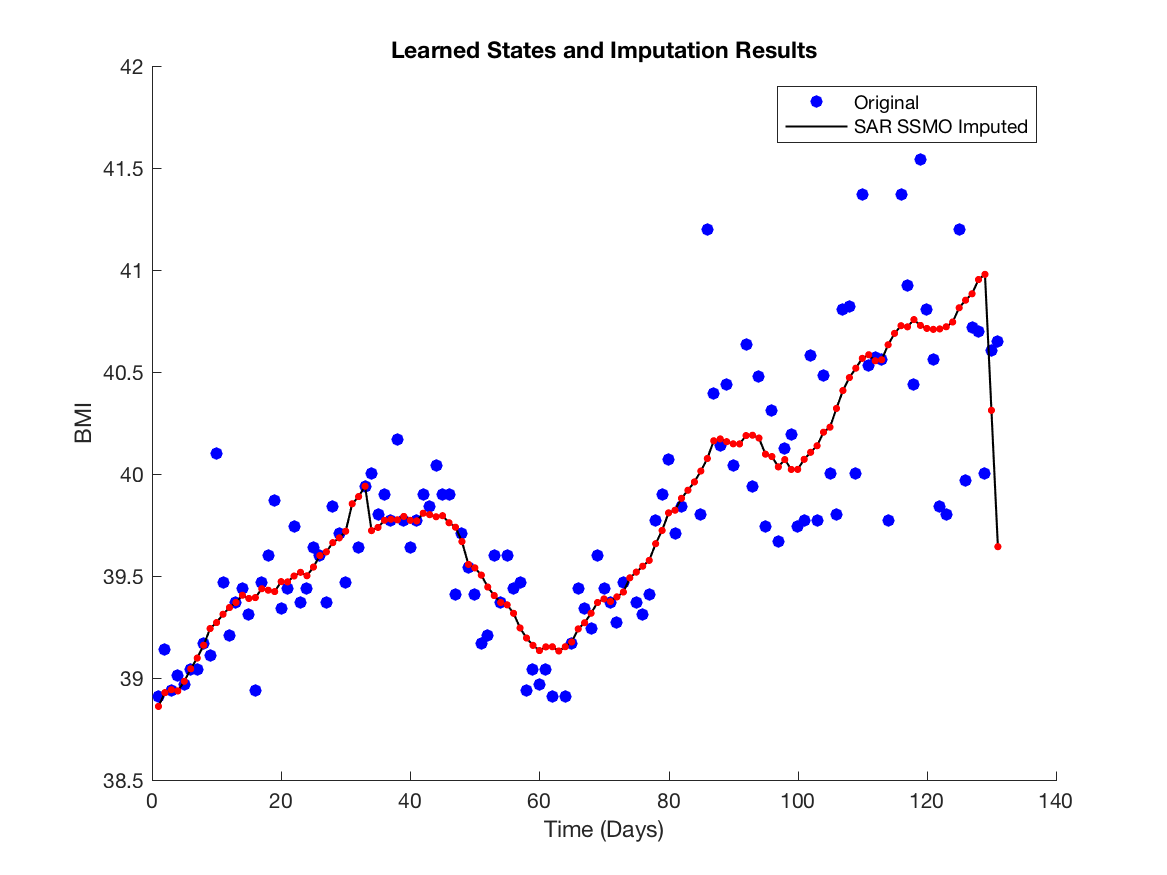 Learned States and Imputation Results
Original
SAR SSMO Imputed
BMI
42
41.5
41
40.5
40
39.5
39
38.5
0 20 40 60 80 100 120 140
Time (Days)